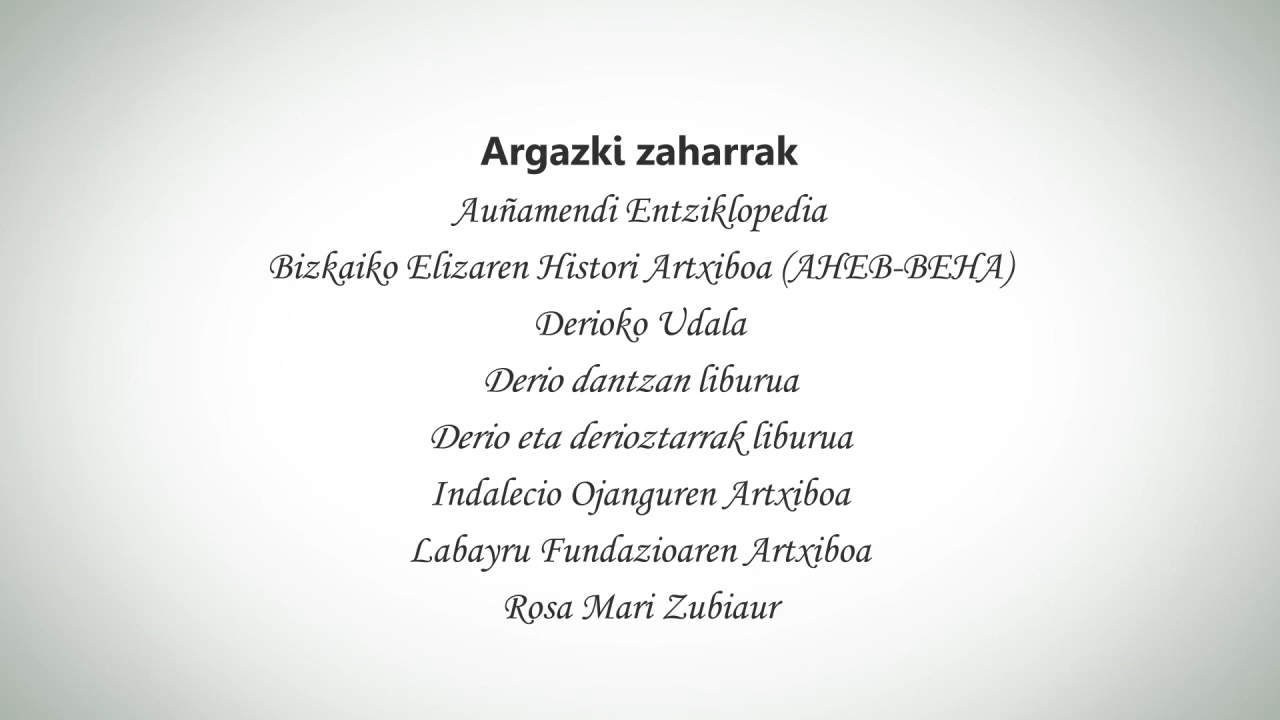 Argazki zaharrak
Auñamendi Entziklopedia
Bizkaiko Elizaren Histori Artxiboa (AHEB-BEHA)
Derioko Udala
Derio dantzan liburua
Derio eta derioztarrak liburua
Indalecio Ojanguren Artxiboa
Labayru Fundazioaren Artxiboa
Rosa Mari Zubiaur